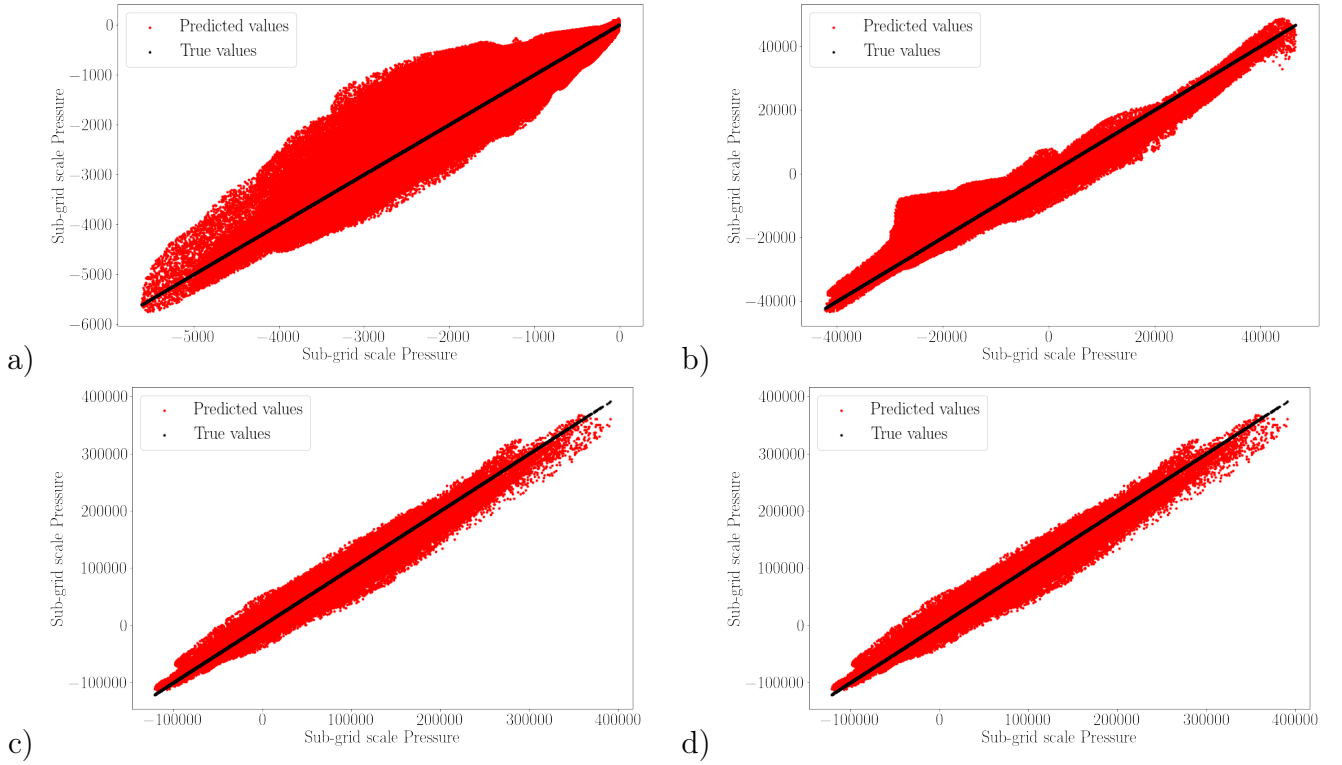 Predicted values
True values
0
−1000
−2000
−3000
−4000
−5000
−6000
Sub-grid scale Pressure
−5000 −4000 −3000 −2000 −1000 0
Sub-grid scale Pressure
a)
Predicted values
True values
40000
20000
0
−20000
−40000
Sub-grid scale Pressure
−40000 −20000 0 20000 40000
Sub-grid scale Pressure
b)
Predicted values
True values
400000
300000
200000
100000
0
−100000
Sub-grid scale Pressure
−100000 0 100000 200000 300000 400000
Sub-grid scale Pressure
c)
Predicted values
True values
400000
300000
200000
100000
0
−100000
Sub-grid scale Pressure
−100000 0 100000 200000 300000 400000
Sub-grid scale Pressure
d)